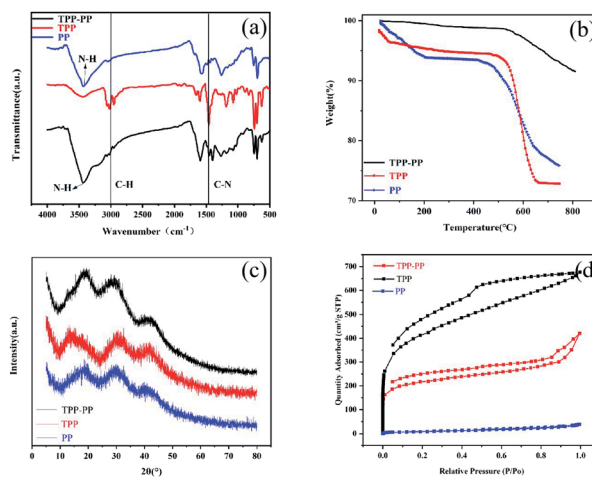 (a)
TPP-PP
TPP
PP
N-H
N-H
C-H
C-N
Transmittance(a.u.)
4000 3500 3000 2500 2000 1500 1000 500
Wavenumber (cm⁻¹)
(b)
100
95
90
85
80
75
70
Weight(%)
TPP-PP
TPP
PP
0 200 400 600 800
Temperature(°C)
(c)
Intensity(a.u.)
TPP-PP
TPP
PP
0 10 20 30 40 50 60 70 80
2θ(°)
(d)
700
600
500
400
300
200
100
0
Quantity Adsorbed (cm³/g STP)
TPP-PP
TPP
PP
0.0 0.2 0.4 0.6 0.8 1.0
Relative Pressure (P/Po)